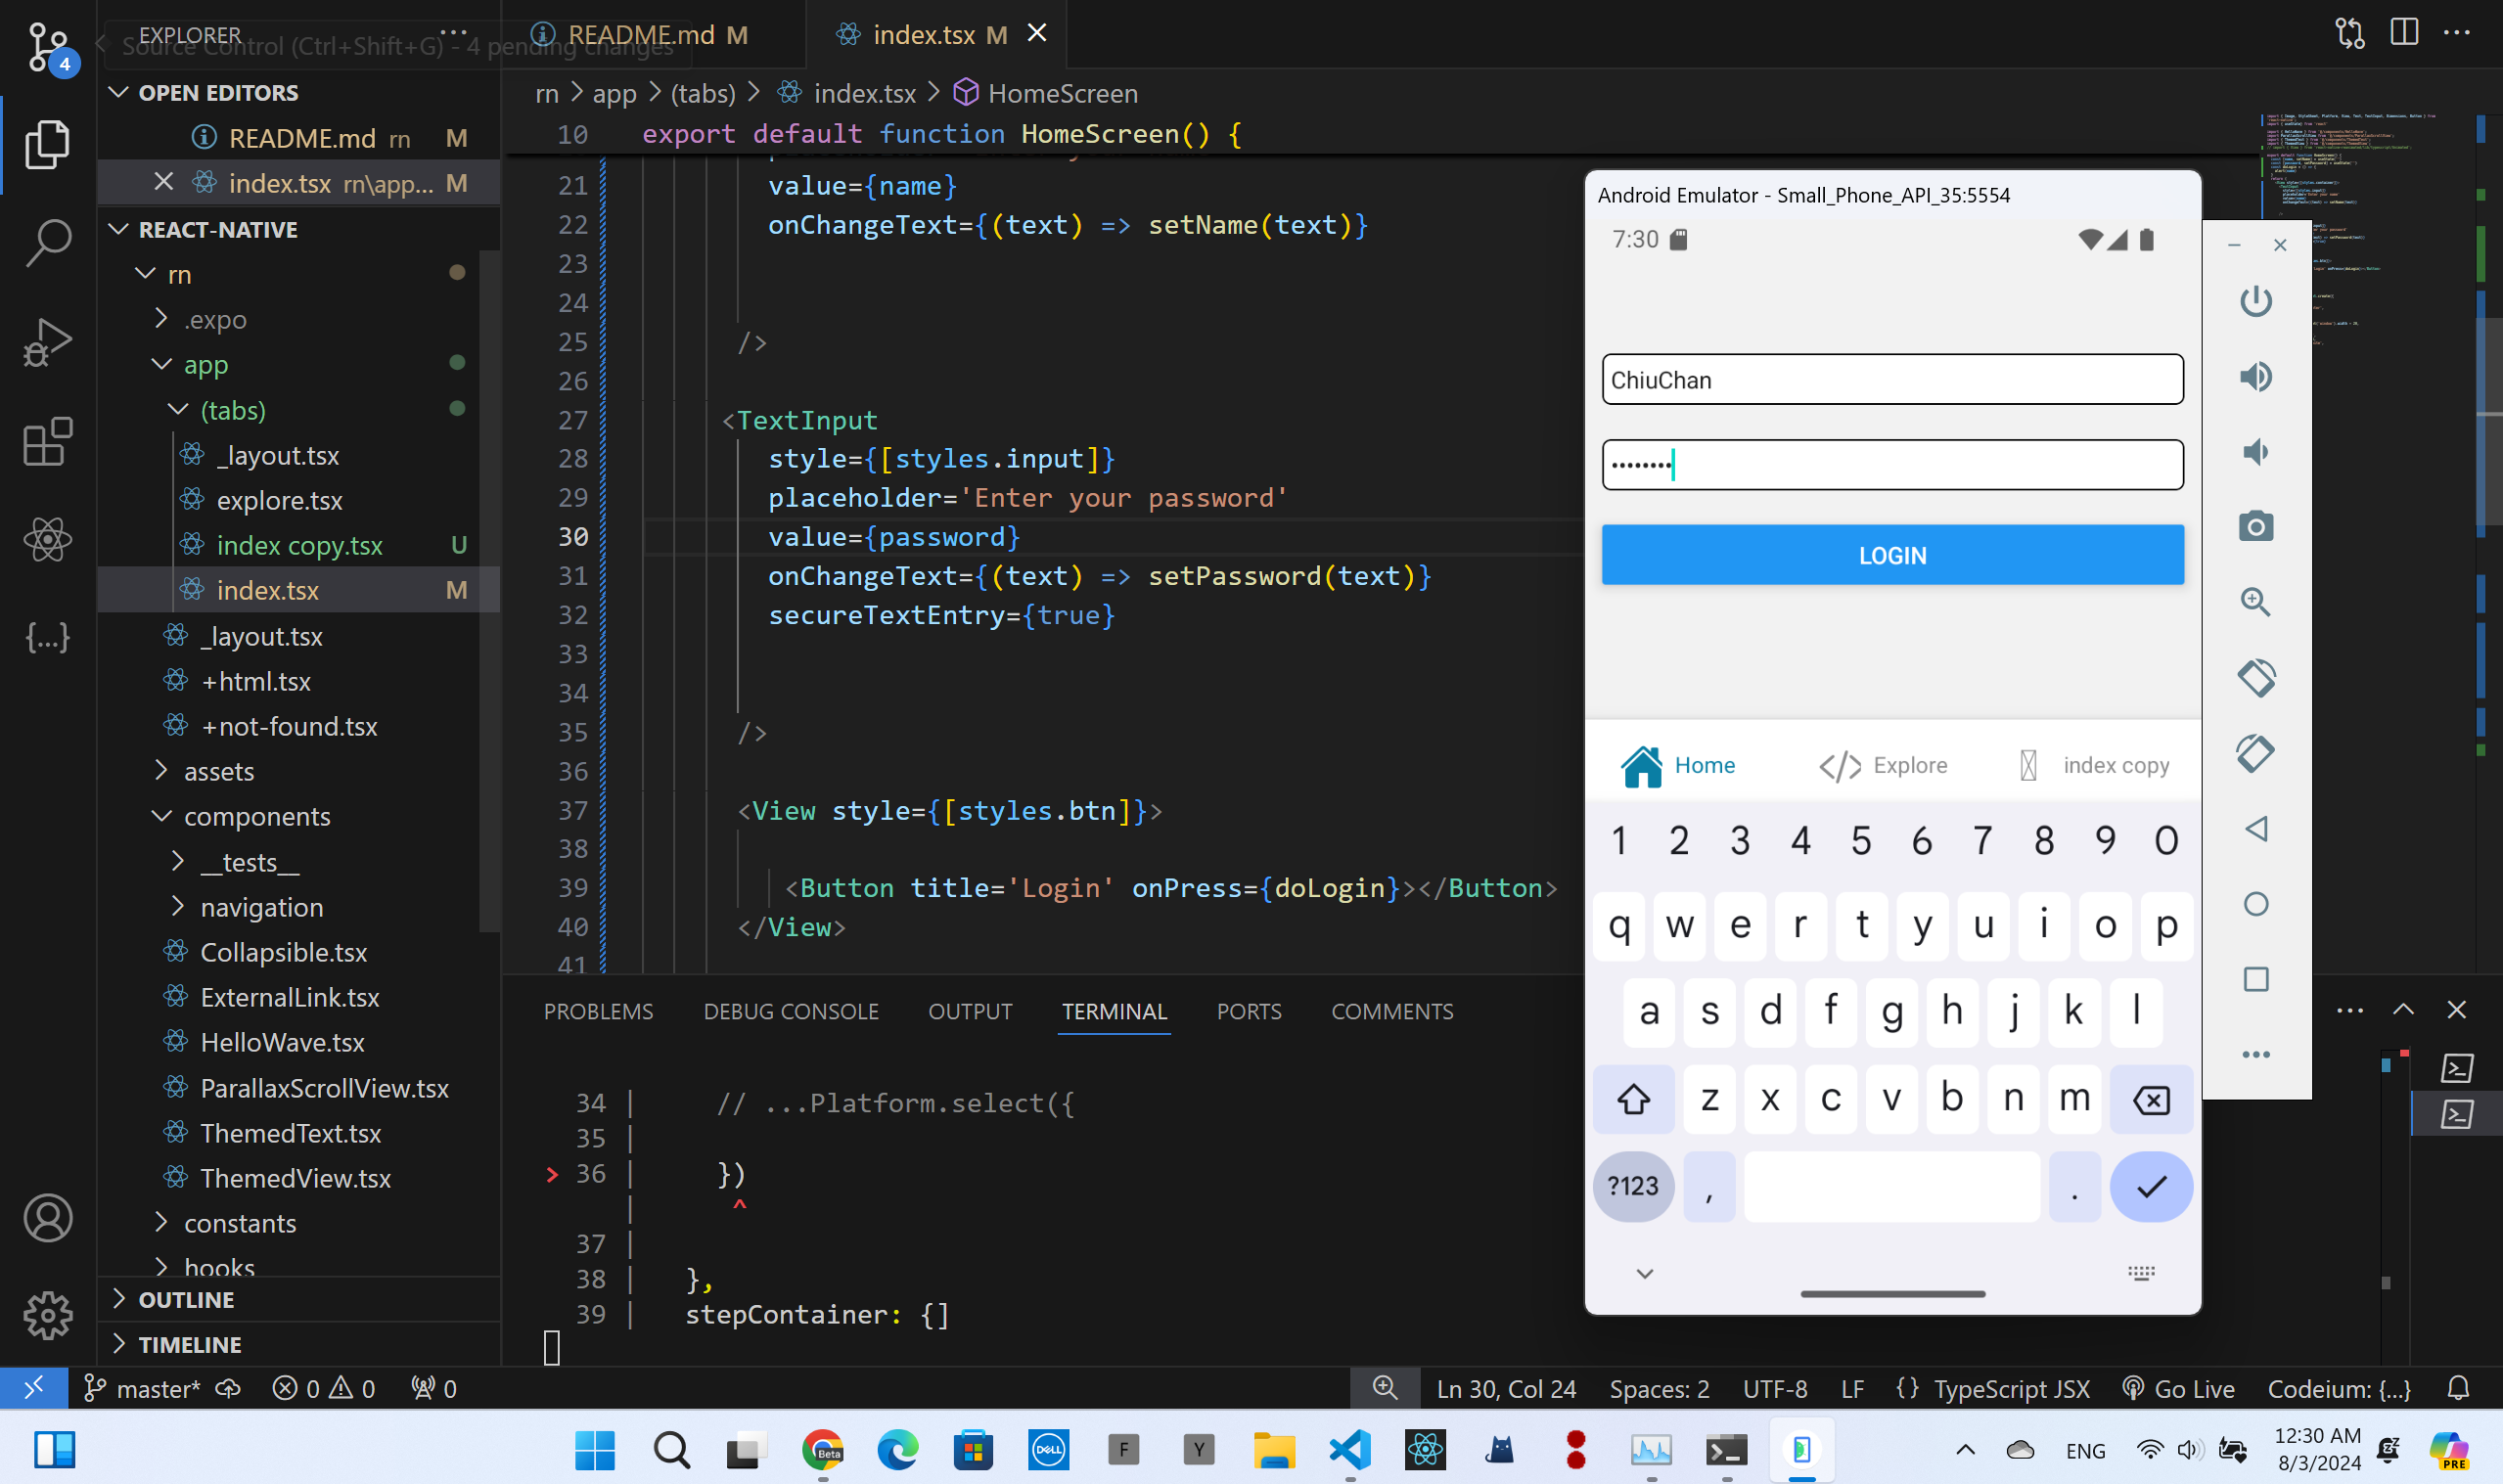 EXPLORER
Source Control (Ctrl+Shift+G) - 4 pending changes
4
README.md M
index.tsx M
OPEN EDITORS
README.md rn M
index.tsx rn\app... M
REACT-NATIVE
rn
.expo
app
(tabs)
_layout.tsx
explore.tsx
index copy.tsx U
index.tsx M
_layout.tsx
+html.tsx
+not-found.tsx
assets
components
__tests__
navigation
Collapsible.tsx
ExternalLink.tsx
HelloWave.tsx
ParallaxScrollView.tsx
ThemedText.tsx
ThemedView.tsx
constants
hooks
OUTLINE
TIMELINE
rn > app > (tabs) > index.tsx > HomeScreen
10 export default function HomeScreen() {
21 value={name}
22 onChangeText={(text) => setName(text)}
23
24
25 />
26
27 <TextInput
28 style={[styles.input]}
29 placeholder='Enter your password'
30 value={password}
31 onChangeText={(text) => setPassword(text)}
32 secureTextEntry={true}
33
34
35 />
36
37 <View style={[styles.btn]}>
38
39 <Button title='Login' onPress={doLogin}></Button>
40 </View>
41
PROBLEMS DEBUG CONSOLE OUTPUT TERMINAL PORTS COMMENTS
34 | // ...Platform.select({
35 |
> 36 | })
| ^
37 |
38 | },
39 | stepContainer: {}
Android Emulator - Small_Phone_API_35:5554
7:30
ChiuChan
••••••••
LOGIN
Home Explore index copy
1 2 3 4 5 6 7 8 9 0
q w e r t y u i o p
a s d f g h j k l
z x c v b n m
?123 , .
master* 0 0 0 Ln 30, Col 24 Spaces: 2 UTF-8 LF {} TypeScript JSX Go Live Codeium: {...}
Beta
DELL
F
Y
ENG
12:30 AM
8/3/2024
PRE